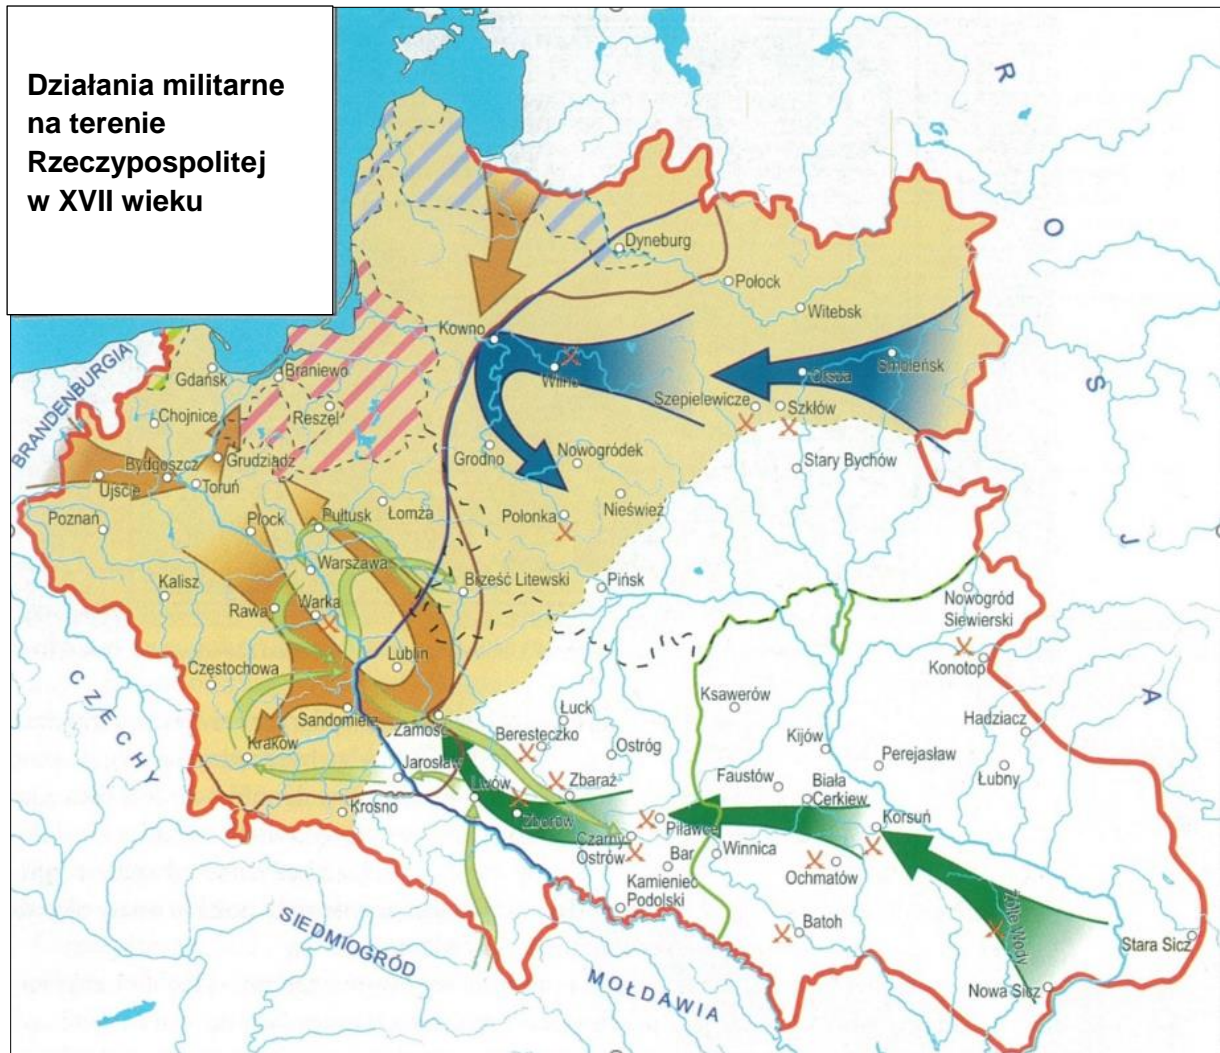 Działania militarne
na terenie
Rzeczypospolitej
w XVII wieku
R O S J A
Dyneburg
Połock
Witebsk
Kowno
Wilno
Orsza
Smoleńsk
BRANDENBURGIA
Gdańsk
Braniewo
Chojnice
Reszel
Szepielewicze
Szkłów
Grodno
Nowogródek
Stary Bychów
Bydgoszcz
Grudziądz
Ujście
Toruń
Nieśwież
Poznań
Płock
Pułtusk
Łomża
Połonka
Warszawa
Kalisz
Brześć Litewski
Pińsk
Rawa
Warka
Nowogród
Siewierski
Konotop
Lublin
Częstochowa
CZECHY
Ksawerów
Sandomierz
Zamość
Łuck
Hadziacz
Beresteczko
Ostróg
Kijów
Perejasław
Kraków
Jarosław
Łubny
Lwów
Zbaraż
Faustów
Biała
Cerkiew
Krosno
Zborów
Piławce
Korsuń
Czarny
Ostrów
Bar
Winnica
Ochmatów
Kamieniec
Podolski
Żółte Wody
Batoh
Stara Sicz
SIEDMIOGRÓD
MOŁDAWIA
Nowa Sicz